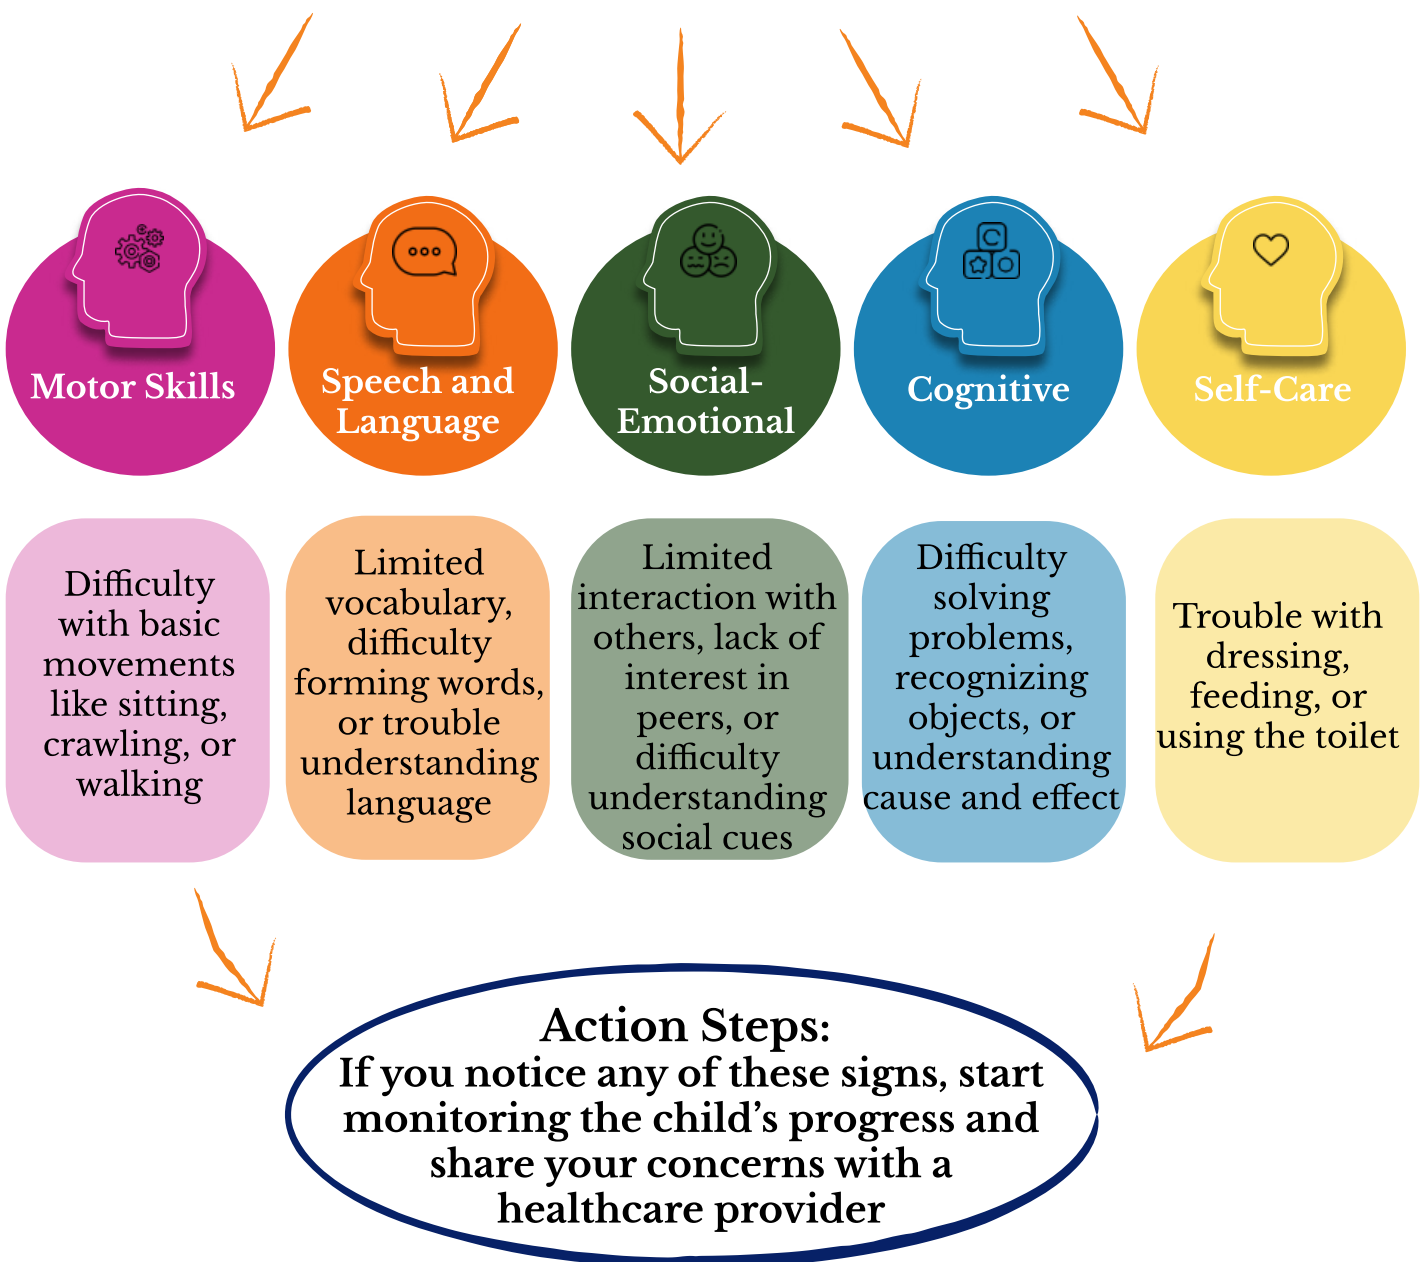 Motor Skills
Speech and
Language
Social-
Emotional
Cognitive
Self-Care
Difficulty
with basic
movements
like sitting,
crawling, or
walking
Limited
vocabulary,
difficulty
forming words,
or trouble
understanding
language
Limited
interaction with
others, lack of
interest in
peers, or
difficulty
understanding
social cues
Difficulty
solving
problems,
recognizing
objects, or
understanding
cause and effect
Trouble with
dressing,
feeding, or
using the toilet
Action Steps:
If you notice any of these signs, start
monitoring the child’s progress and
share your concerns with a
healthcare provider